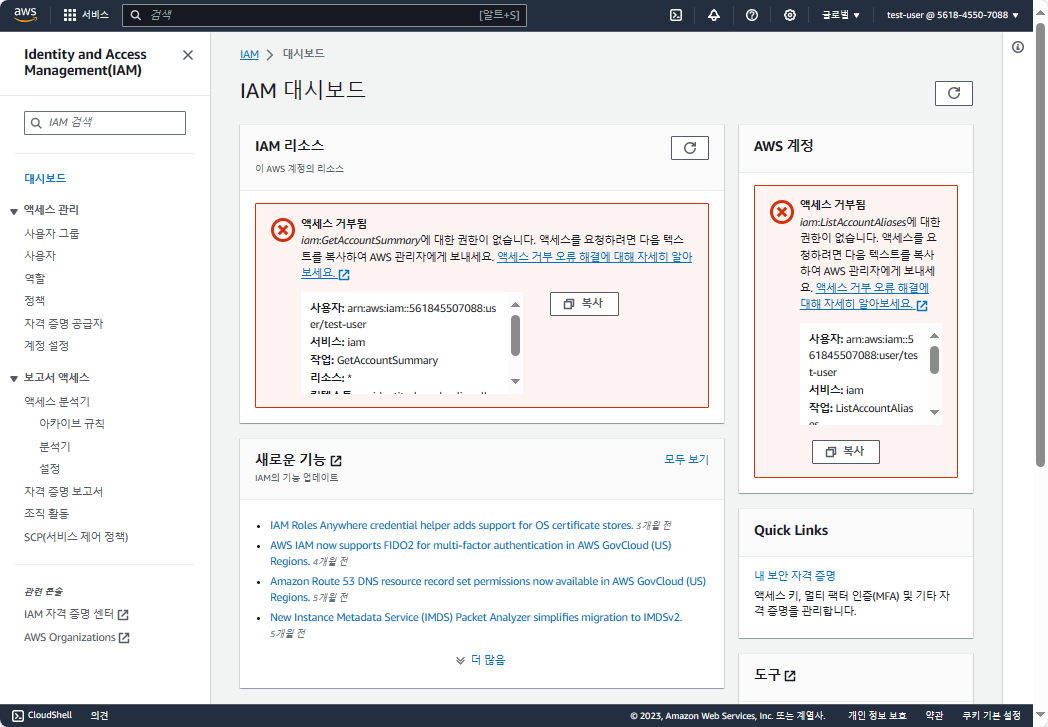 aws
서비스
검색
[알트+S]
글로벌 ▼
test-user @ 5618-4550-7088 ▼
Identity and Access
Management(IAM)
IAM 검색
대시보드
액세스 관리
사용자 그룹
사용자
역할
정책
자격 증명 공급자
계정 설정
보고서 액세스
액세스 분석기
아카이브 규칙
분석기
설정
자격 증명 보고서
조직 활동
SCP(서비스 제어 정책)
관련 콘솔
IAM 자격 증명 센터
AWS Organizations
IAM > 대시보드
IAM 대시보드
IAM 리소스
이 AWS 계정의 리소스
액세스 거부됨
iam:GetAccountSummary에 대한 권한이 없습니다. 액세스를 요청하려면 다음 텍스
트를 복사하여 AWS 관리자에게 보내세요. 액세스 거부 오류 해결에 대해 자세히 알아
보세요.
사용자: arn:aws:iam::561845507088:us
er/test-user
서비스: iam
작업: GetAccountSummary
리소스: *
복사
새로운 기능
IAM의 기능 업데이트
모두 보기
IAM Roles Anywhere credential helper adds support for OS certificate stores. 3개월 전
AWS IAM now supports FIDO2 for multi-factor authentication in AWS GovCloud (US)
Regions. 4개월 전
Amazon Route 53 DNS resource record set permissions now available in AWS GovCloud (US)
Regions. 5개월 전
New Instance Metadata Service (IMDS) Packet Analyzer simplifies migration to IMDSv2.
5개월 전
더 많음
AWS 계정
액세스 거부됨
iam:ListAccountAliases에 대한
권한이 없습니다. 액세스를 요
청하려면 다음 텍스트를 복사
하여 AWS 관리자에게 보내세
요. 액세스 거부 오류 해결에
대해 자세히 알아보세요.
사용자: arn:aws:iam::5
61845507088:user/tes
t-user
서비스: iam
작업: ListAccountAlias
es
복사
Quick Links
내 보안 자격 증명
액세스 키, 멀티 팩터 인증(MFA) 및 기타 자
격 증명을 관리합니다.
도구
CloudShell
의견
© 2023, Amazon Web Services, Inc. 또는 계열사.
개인 정보 보호
약관
쿠키 기본 설정